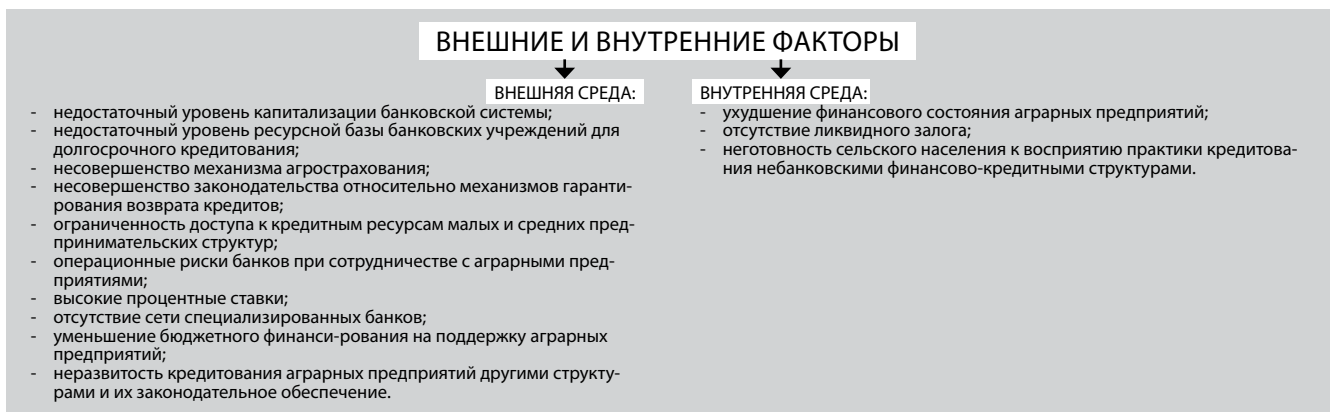 ВНЕШНИЕ И ВНУТРЕННИЕ ФАКТОРЫ
ВНЕШНЯЯ СРЕДА:
- недостаточный уровень капитализации банковской системы;
- недостаточный уровень ресурсной базы банковских учреждений для
долгосрочного кредитования;
- несовершенство механизма агрострахования;
- несовершенство законодательства относительно механизмов гаранти-
рования возврата кредитов;
- ограниченность доступа к кредитным ресурсам малых и средних пред-
принимательских структур;
- операционные риски банков при сотрудничестве с аграрными пред-
приятиями;
- высокие процентные ставки;
- отсутствие сети специализированных банков;
- уменьшение бюджетного финанси-рования на поддержку аграрных
предприятий;
- неразвитость кредитования аграрных предприятий другими структу-
рами и их законодательное обеспечение.
ВНУТРЕННЯЯ СРЕДА:
- ухудшение финансового состояния аграрных предприятий;
- отсутствие ликвидного залога;
- неготовность сельского населения к восприятию практики кредитова-
ния небанковскими финансово-кредитными структурами.